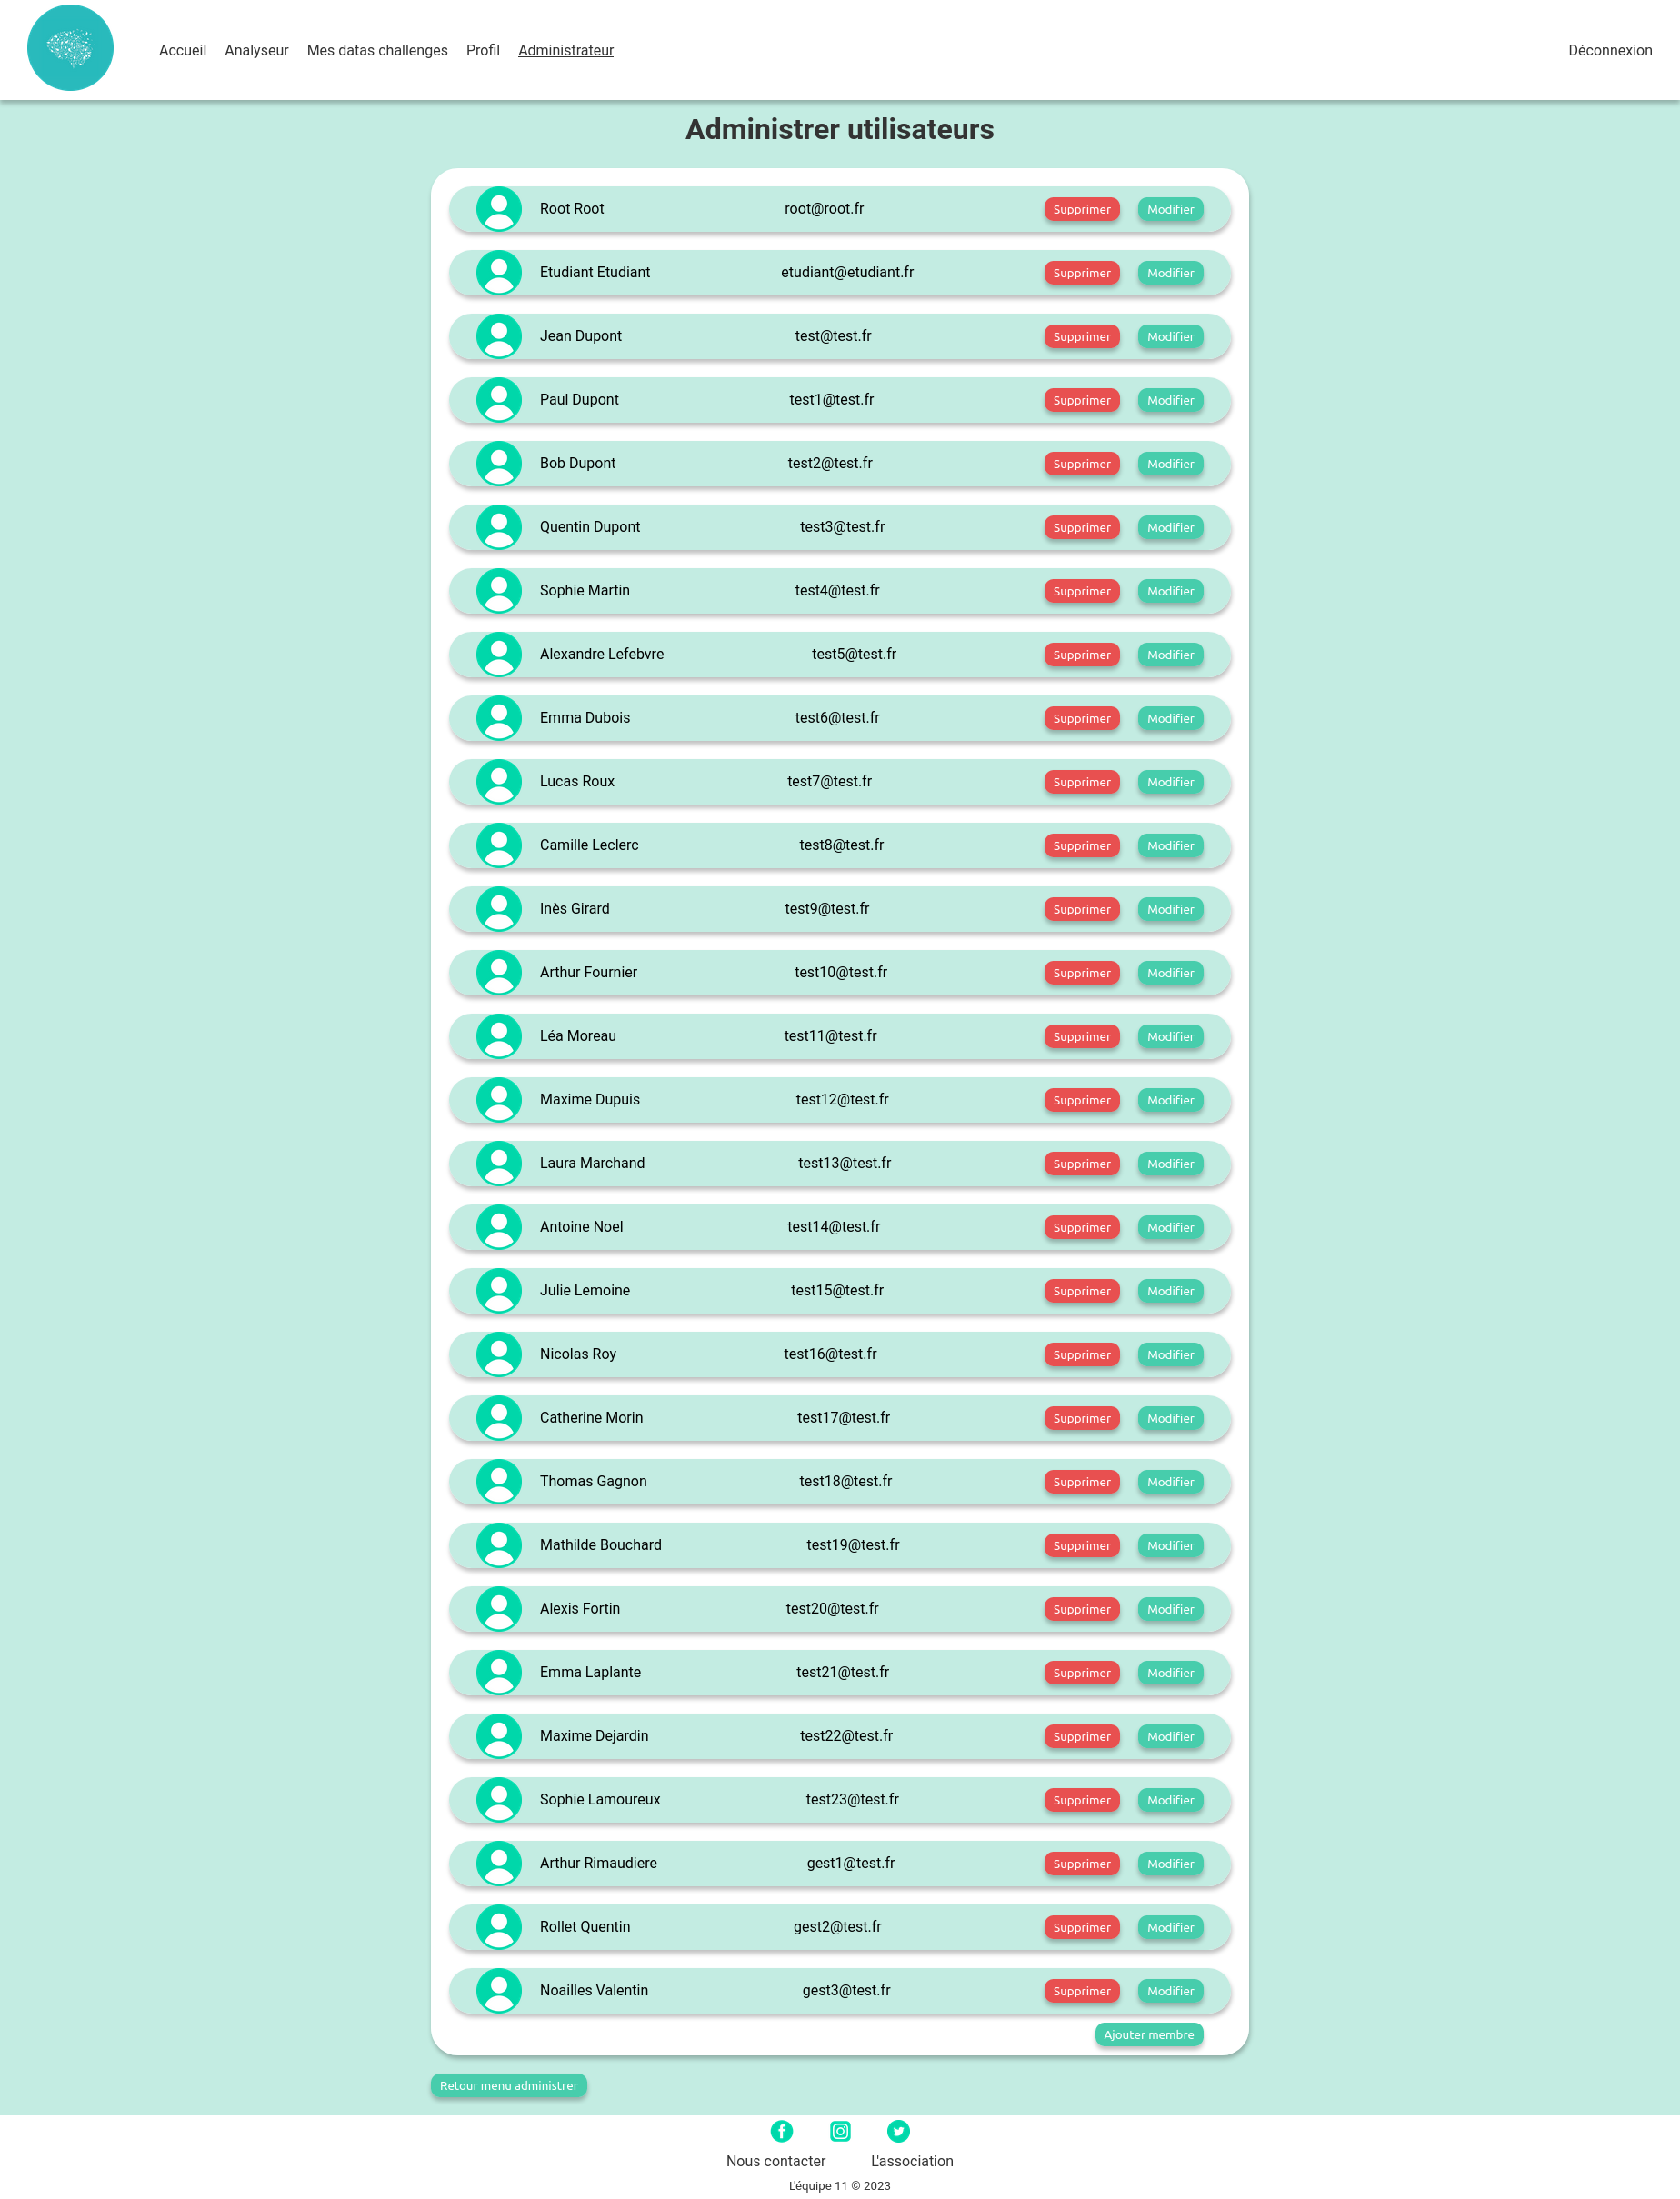 Accueil Analyseur Mes datas challenges Profil Administrateur Déconnexion
Administrer utilisateurs
Root Root root@root.fr Supprimer Modifier
Etudiant Etudiant etudiant@etudiant.fr Supprimer Modifier
Jean Dupont test@test.fr Supprimer Modifier
Paul Dupont test1@test.fr Supprimer Modifier
Bob Dupont test2@test.fr Supprimer Modifier
Quentin Dupont test3@test.fr Supprimer Modifier
Sophie Martin test4@test.fr Supprimer Modifier
Alexandre Lefebvre test5@test.fr Supprimer Modifier
Emma Dubois test6@test.fr Supprimer Modifier
Lucas Roux test7@test.fr Supprimer Modifier
Camille Leclerc test8@test.fr Supprimer Modifier
Inès Girard test9@test.fr Supprimer Modifier
Arthur Fournier test10@test.fr Supprimer Modifier
Léa Moreau test11@test.fr Supprimer Modifier
Maxime Dupuis test12@test.fr Supprimer Modifier
Laura Marchand test13@test.fr Supprimer Modifier
Antoine Noel test14@test.fr Supprimer Modifier
Julie Lemoine test15@test.fr Supprimer Modifier
Nicolas Roy test16@test.fr Supprimer Modifier
Catherine Morin test17@test.fr Supprimer Modifier
Thomas Gagnon test18@test.fr Supprimer Modifier
Mathilde Bouchard test19@test.fr Supprimer Modifier
Alexis Fortin test20@test.fr Supprimer Modifier
Emma Laplante test21@test.fr Supprimer Modifier
Maxime Dejardin test22@test.fr Supprimer Modifier
Sophie Lamoureux test23@test.fr Supprimer Modifier
Arthur Rimaudiere gest1@test.fr Supprimer Modifier
Rollet Quentin gest2@test.fr Supprimer Modifier
Noailles Valentin gest3@test.fr Supprimer Modifier
Ajouter membre
Retour menu administrer
Nous contacter L'association
L'équipe 11 © 2023